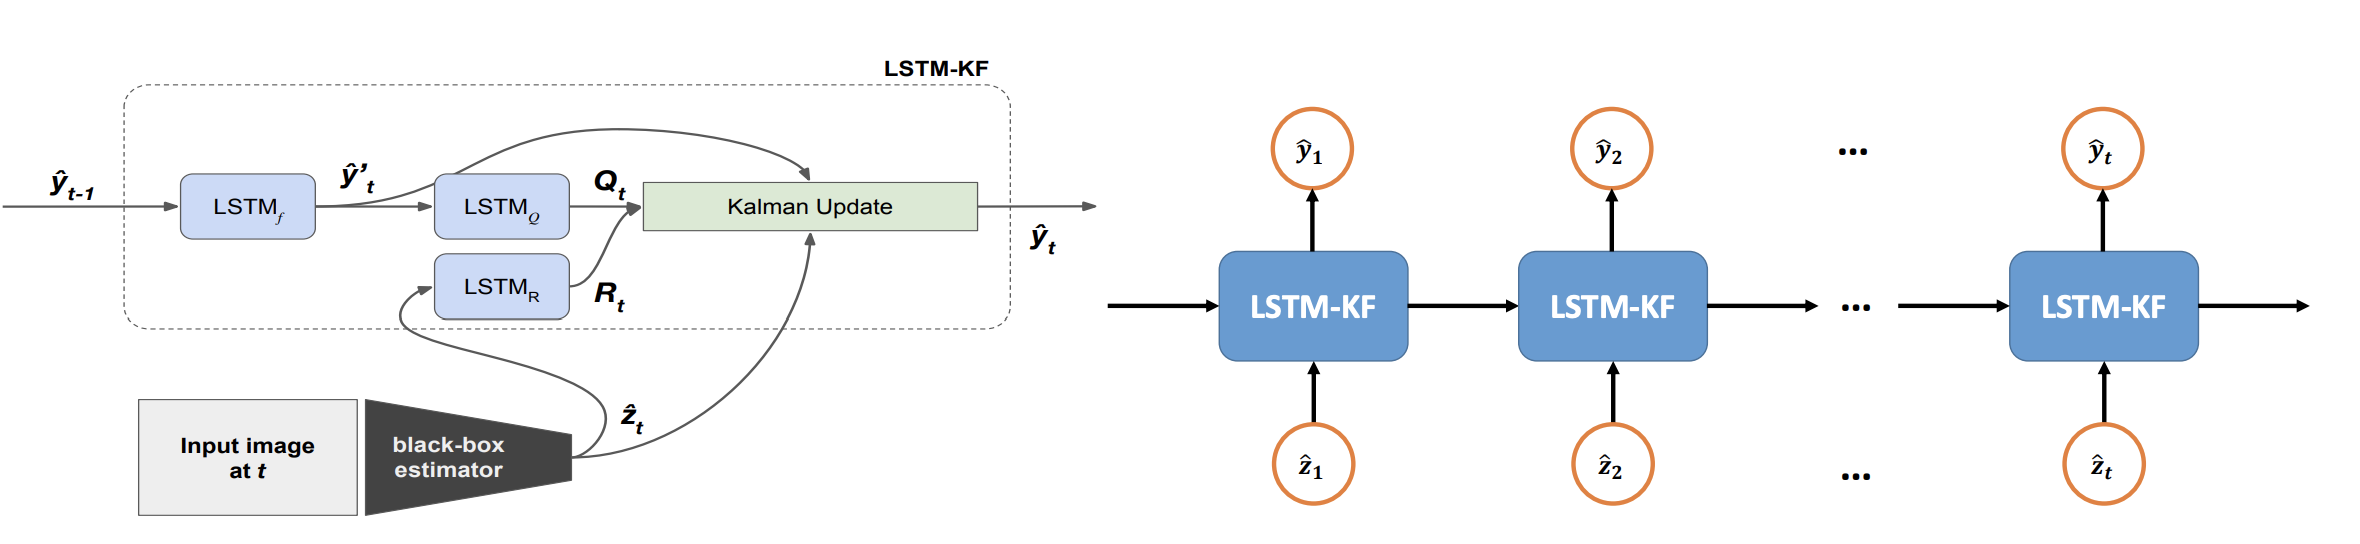 LSTM-KF
ŷt-1
LSTMf
ŷ't
LSTMQ
Qt
Kalman Update
ŷt
LSTMR
Rt
ẑt
Input image
at t
black-box
estimator
ŷ1
ŷ2
...
ŷt
LSTM-KF
LSTM-KF
...
LSTM-KF
ẑ1
ẑ2
...
ẑt